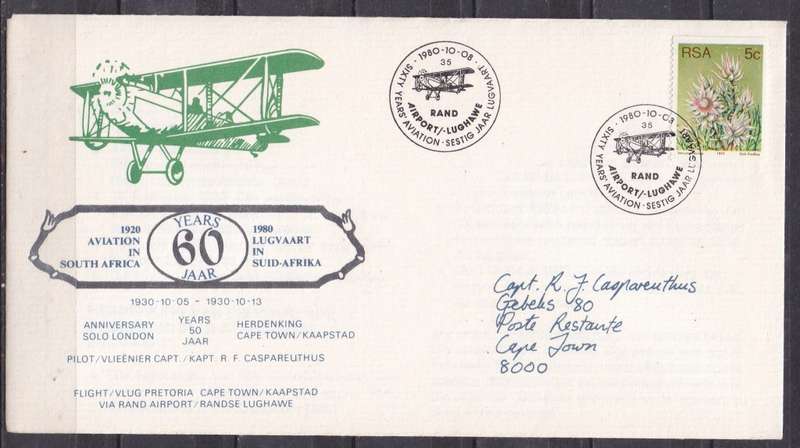 1980-10-08
35
RAND
AIRPORT/-LUGHAWE
SIXTY YEARS' AVIATION · SESTIG JAAR LUGVAART
RSA 5c
1980-10-08
35
RAND
AIRPORT/-LUGHAWE
SIXTY YEARS' AVIATION · SESTIG JAAR LUGVAART
1920
AVIATION
IN
SOUTH AFRICA
YEARS
60
JAAR
1980
LUGVAART
IN
SUID-AFRIKA
1930-10-05 - 1930-10-13
ANNIVERSARY YEARS HERDENKING
SOLO LONDON 50 CAPE TOWN/KAAPSTAD
JAAR
PILOT/VLIEËNIER CAPT./KAPT R F CASPAREUTHUS
FLIGHT/VLUG PRETORIA CAPE TOWN/KAAPSTAD
VIA RAND AIRPORT/RANDSE LUGHAWE
Capt. R. F. Caspareuthus
Gebelis 80
Poste Restante
Cape Town
8000